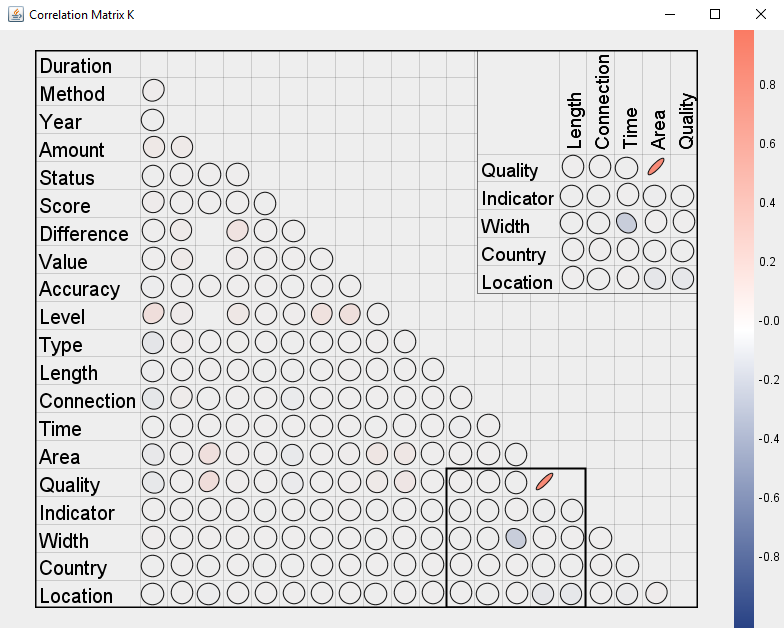 Correlation Matrix K
Duration
Method
Year
Amount
Status
Score
Difference
Value
Accuracy
Level
Type
Length
Connection
Time
Area
Quality
Indicator
Width
Country
Location
Length
Connection
Time
Area
Quality
Quality
Indicator
Width
Country
Location
0.8
0.6
0.4
0.2
-0.0
-0.2
-0.4
-0.6
-0.8